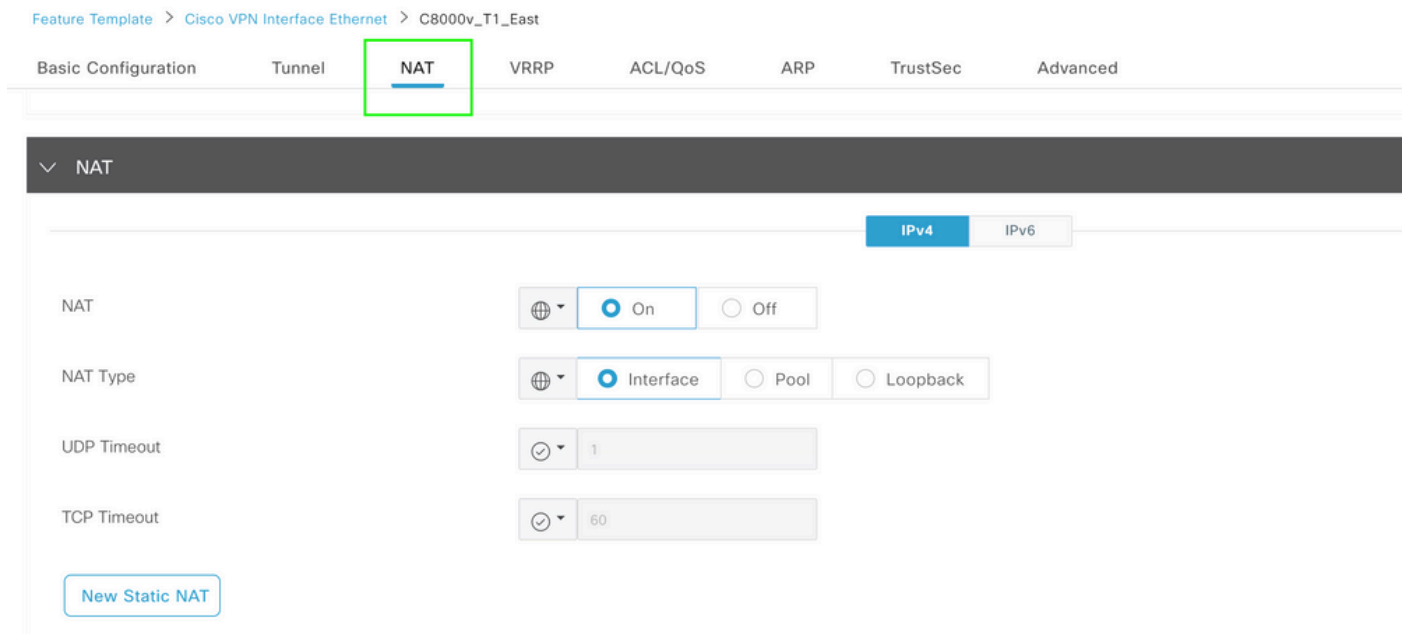 Feature Template > Cisco VPN Interface Ethernet > C8000v_T1_East
Basic Configuration Tunnel NAT VRRP ACL/QoS ARP TrustSec Advanced
NAT
IPv4 IPv6
NAT On Off
NAT Type Interface Pool Loopback
UDP Timeout 1
TCP Timeout 60
New Static NAT